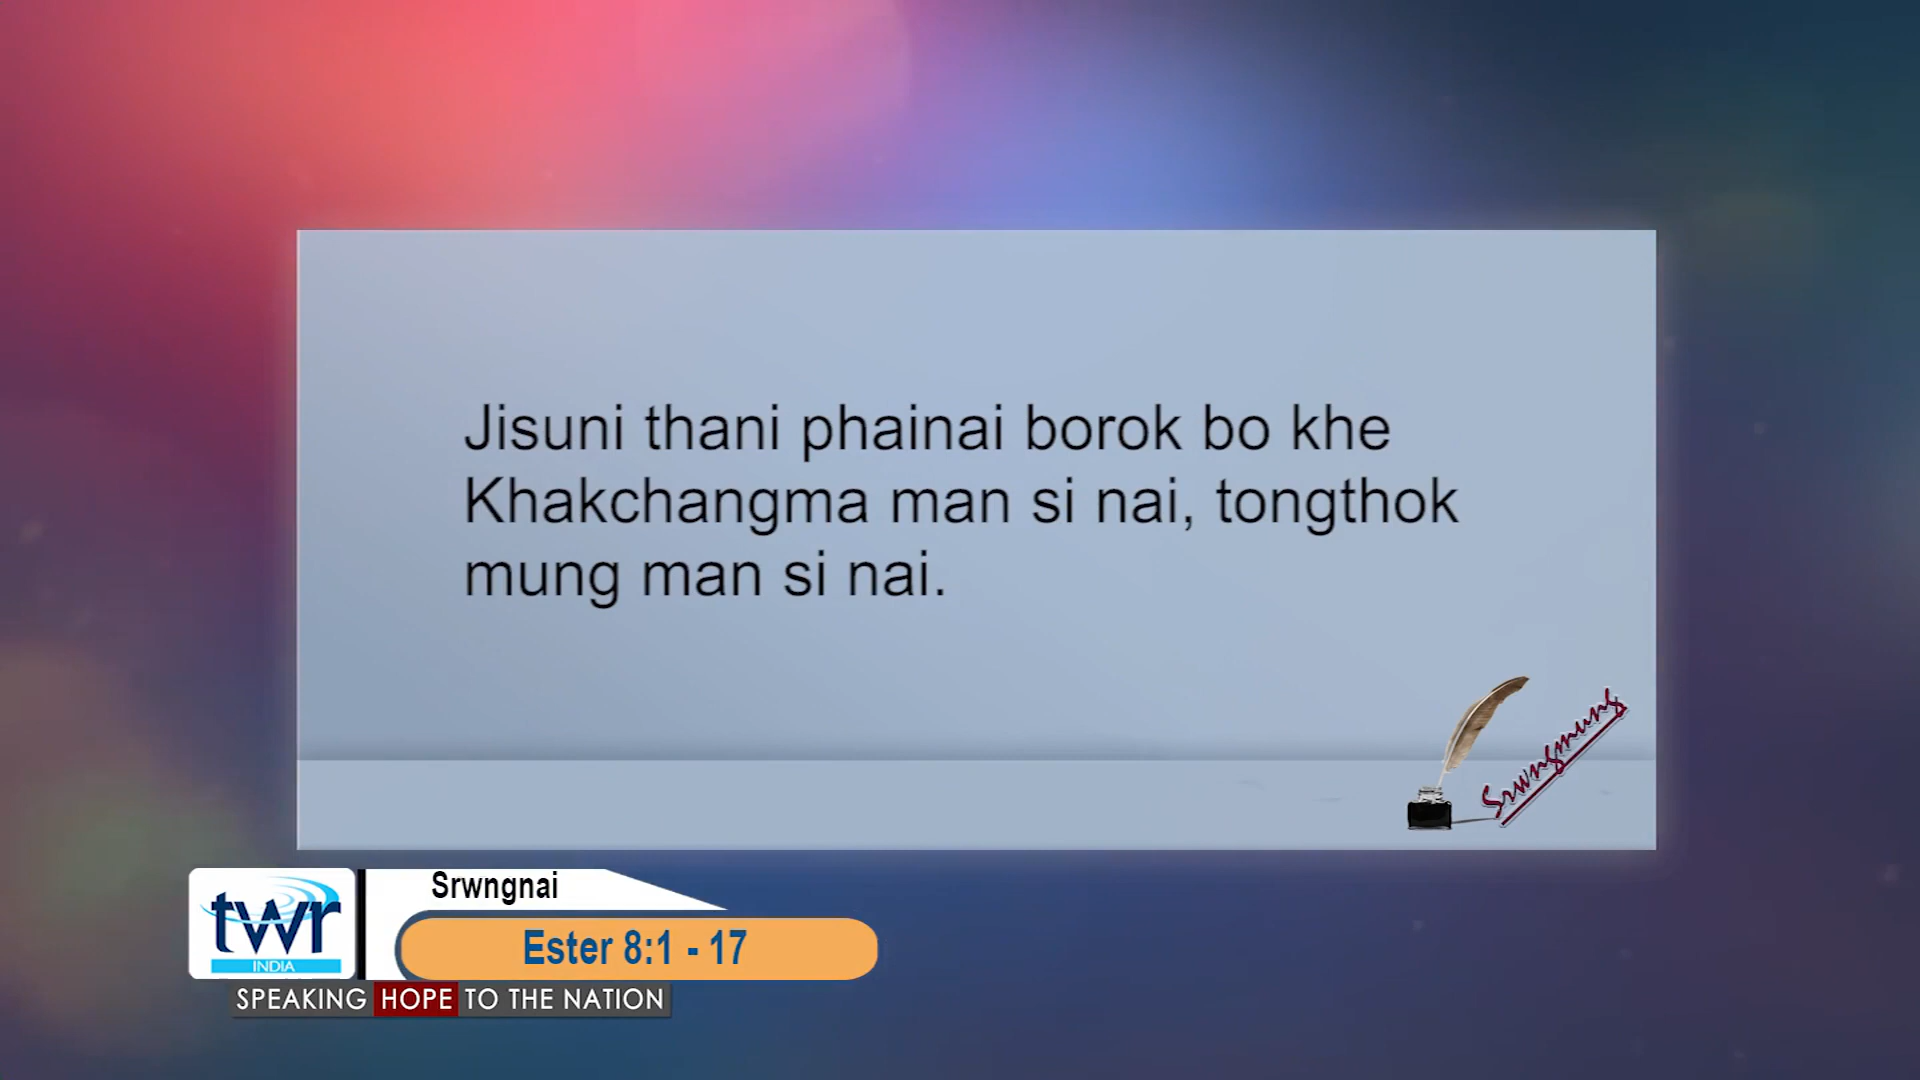 Jisuni thani phainai borok bo khe
Khakchangma man si nai, tongthok
mung man si nai.
Srwngmung
twr
INDIA
Srwngnai
Ester 8:1 - 17
SPEAKING HOPE TO THE NATION